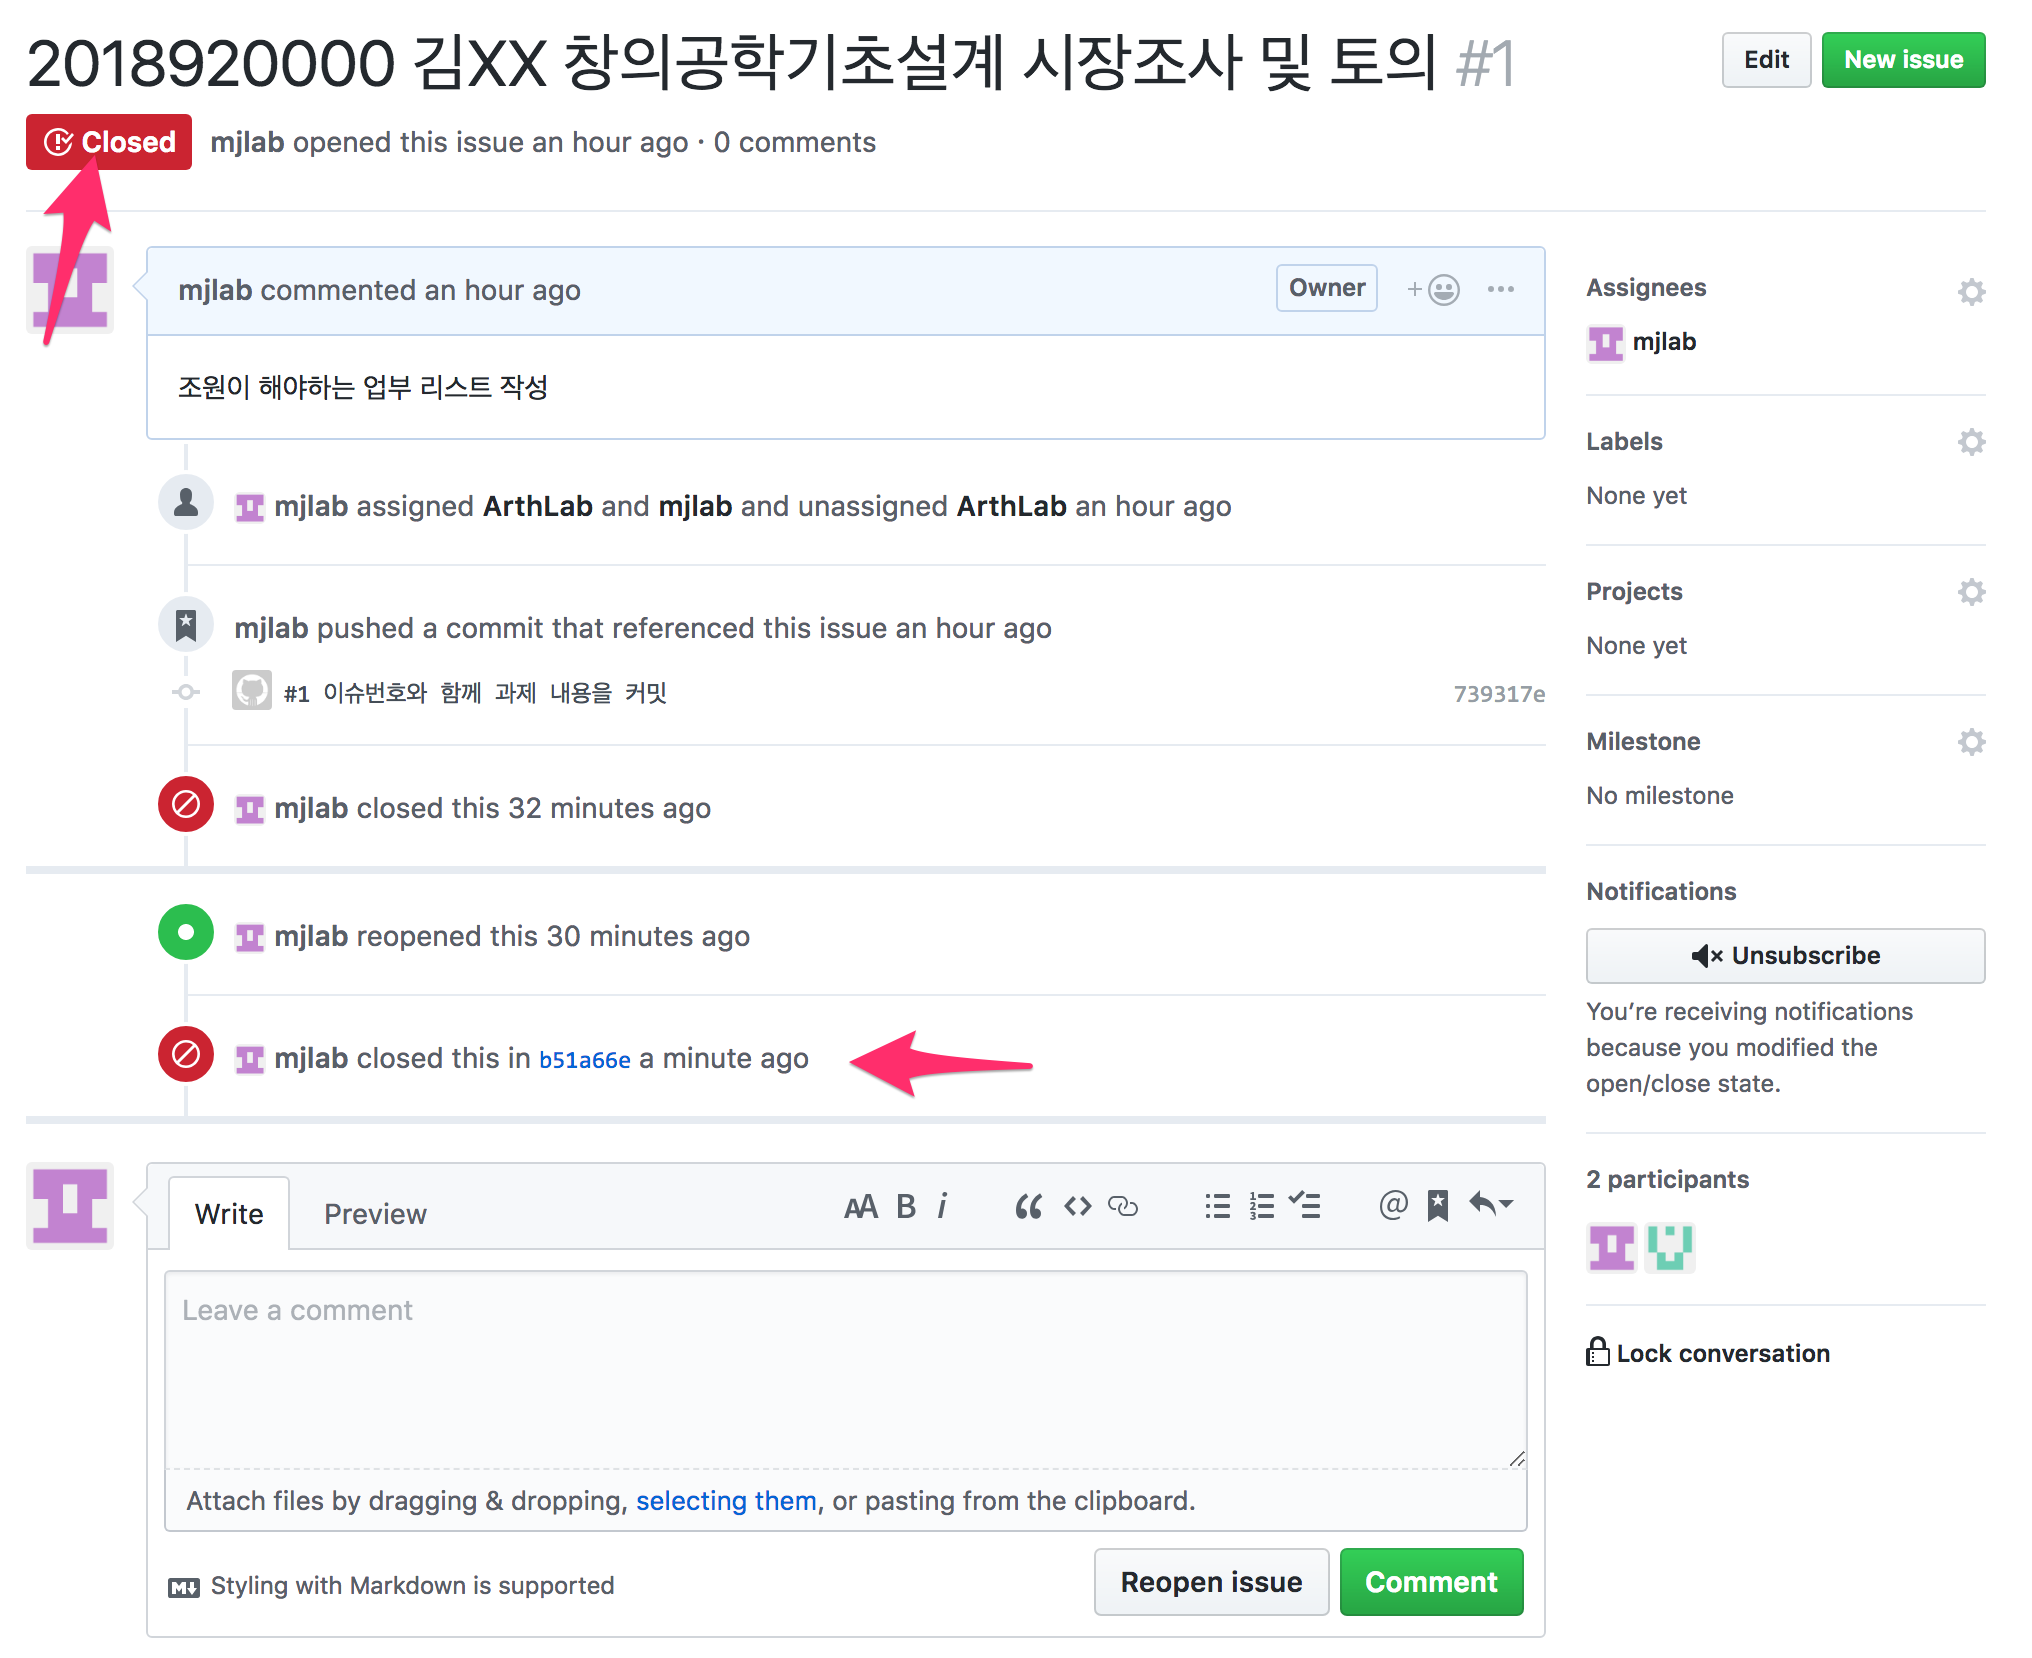 2018920000 김XX 창의공학기초설계 시장조사 및 토의 #1
Edit
New issue
Closed
mjlab opened this issue an hour ago · 0 comments
mjlab commented an hour ago
Owner
조원이 해야하는 업부 리스트 작성
mjlab assigned ArthLab and mjlab and unassigned ArthLab an hour ago
mjlab pushed a commit that referenced this issue an hour ago
#1 이슈번호와 함께 과제 내용을 커밋
739317e
mjlab closed this 32 minutes ago
mjlab reopened this 30 minutes ago
mjlab closed this in b51a66e a minute ago
Write
Preview
Leave a comment
Attach files by dragging & dropping, selecting them, or pasting from the clipboard.
Styling with Markdown is supported
Reopen issue
Comment
Assignees
mjlab
Labels
None yet
Projects
None yet
Milestone
No milestone
Notifications
Unsubscribe
You’re receiving notifications
because you modified the
open/close state.
2 participants
Lock conversation